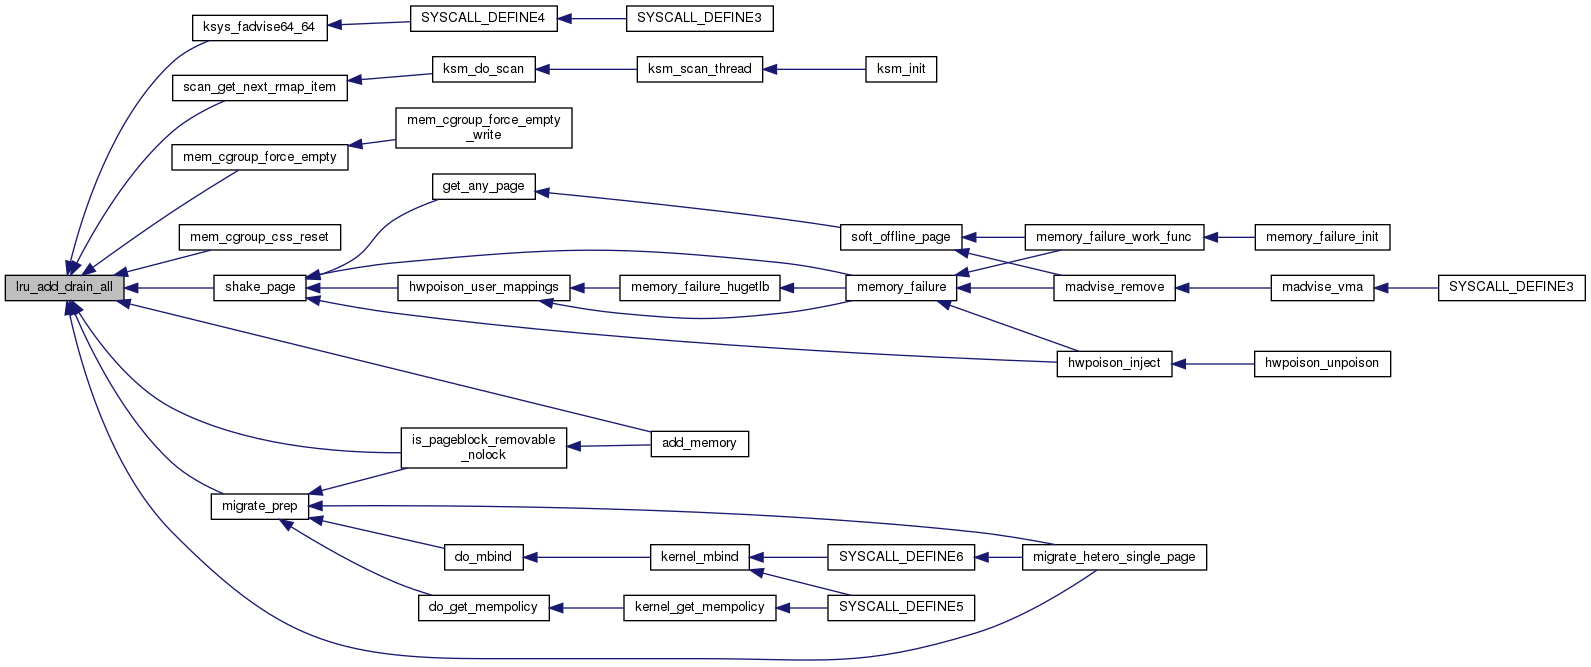 ksys_fadvise64_64
SYSCALL_DEFINE4
SYSCALL_DEFINE3
scan_get_next_rmap_item
ksm_do_scan
ksm_scan_thread
ksm_init
mem_cgroup_force_empty
mem_cgroup_force_empty
_write
get_any_page
mem_cgroup_css_reset
soft_offline_page
memory_failure_work_func
memory_failure_init
lru_add_drain_all
shake_page
hwpoison_user_mappings
memory_failure_hugetlb
memory_failure
madvise_remove
madvise_vma
SYSCALL_DEFINE3
hwpoison_inject
hwpoison_unpoison
is_pageblock_removable
_nolock
add_memory
migrate_prep
do_mbind
kernel_mbind
SYSCALL_DEFINE6
migrate_hetero_single_page
do_get_mempolicy
kernel_get_mempolicy
SYSCALL_DEFINE5